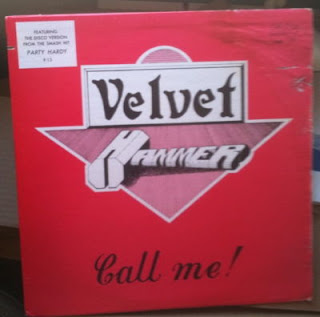 FEATURING
THE DISCO VERSION
FROM THE SMASH HIT
PARTY HARDY
Velvet
HAMMER
Call me!